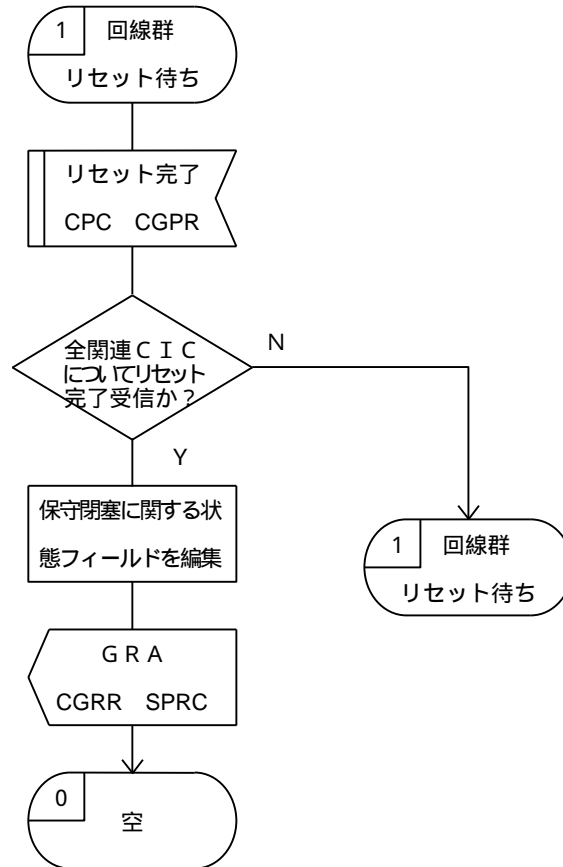 1
回線群
リセット待ち
リセット完了
CPC CGPR
全関連ＣＩＣ
についてリセット
完了受信か？
N
Y
保守閉塞に関する状
態フィールドを編集
1
回線群
リセット待ち
ＧＲＡ
CGRR SPRC
0
空